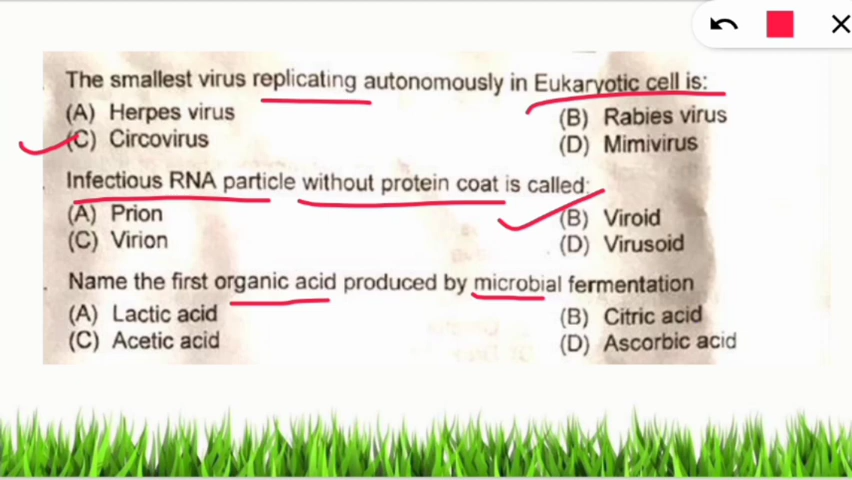 The smallest virus replicating autonomously in Eukaryotic cell is:
(A) Herpes virus (B) Rabies virus
(C) Circovirus (D) Mimivirus
Infectious RNA particle without protein coat is called:
(A) Prion (B) Viroid
(C) Virion (D) Virusoid
Name the first organic acid produced by microbial fermentation
(A) Lactic acid (B) Citric acid
(C) Acetic acid (D) Ascorbic acid